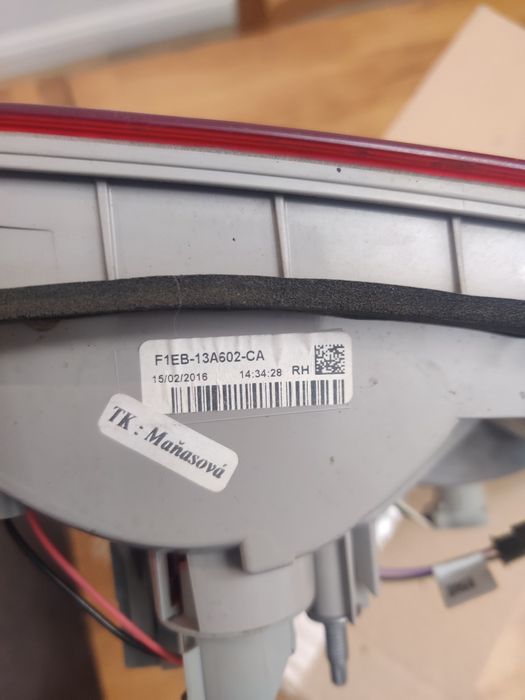 F1EB-13A602-CA
15/02/2016 14:34:28 RH
TK : Maňasová